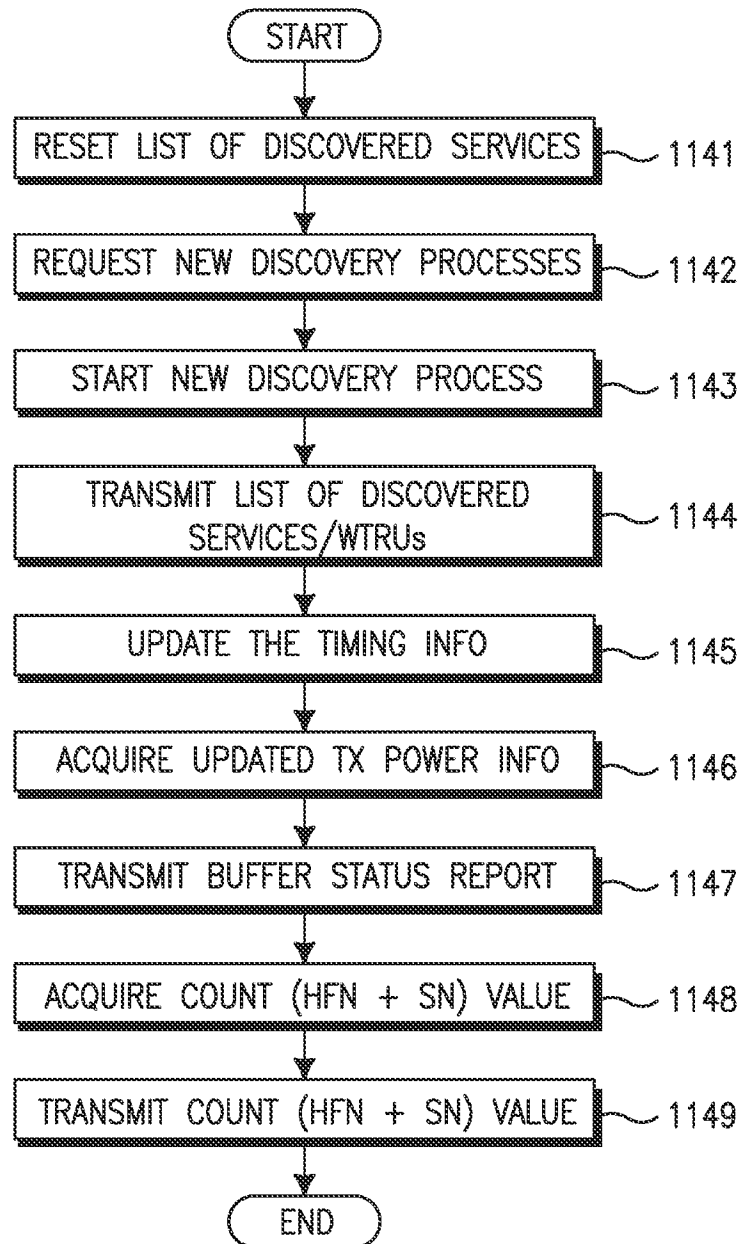 START
RESET LIST OF DISCOVERED SERVICES
1141
REQUEST NEW DISCOVERY PROCESSES
1142
START NEW DISCOVERY PROCESS
1143
TRANSMIT LIST OF DISCOVERED
SERVICES/WTRUs
1144
UPDATE THE TIMING INFO
1145
ACQUIRE UPDATED TX POWER INFO
1146
TRANSMIT BUFFER STATUS REPORT
1147
ACQUIRE COUNT (HFN + SN) VALUE
1148
TRANSMIT COUNT (HFN + SN) VALUE
1149
END